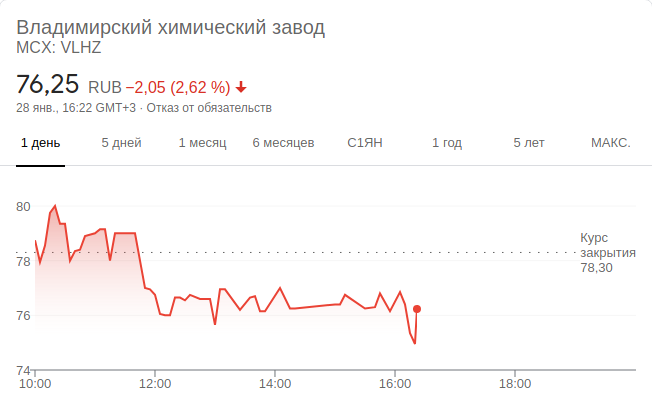 Владимирский химический завод
MCX: VLHZ
76,25 RUB −2,05 (2,62 %)
28 янв., 16:22 GMT+3 · Отказ от обязательств
1 день 5 дней 1 месяц 6 месяцев С1ЯН 1 год 5 лет МАКС.
80
Курс
закрытия
78,30
78
76
74
10:00 12:00 14:00 16:00 18:00